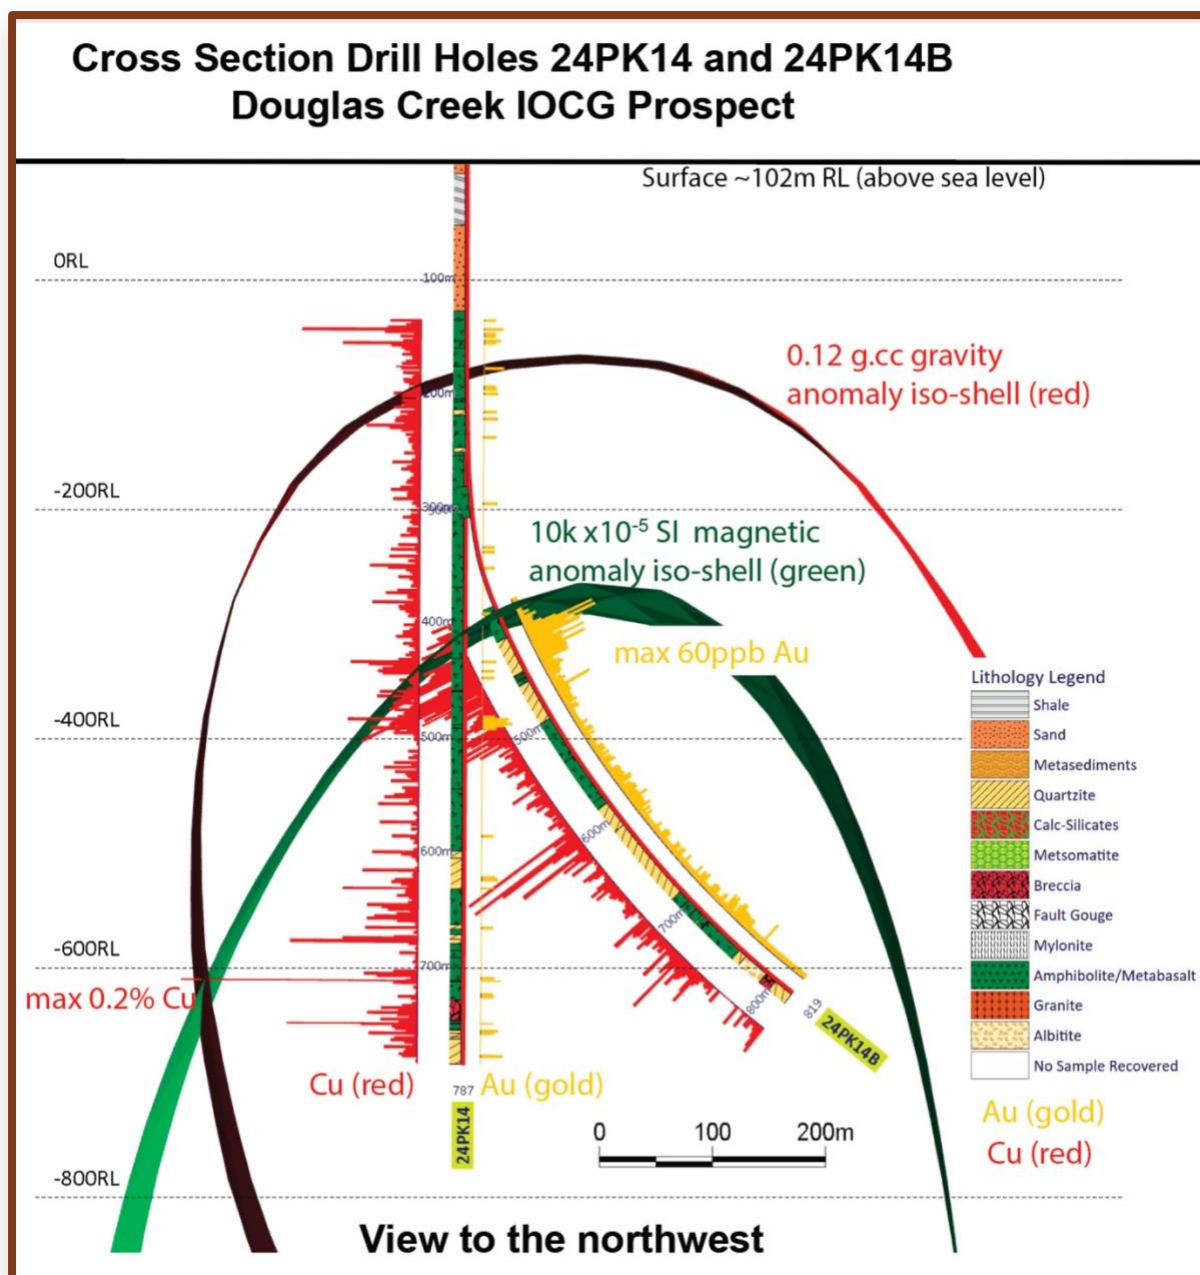 Cross Section Drill Holes 24PK14 and 24PK14B
Douglas Creek IOCG Prospect
Surface ~102m RL (above sea level)
0RL
100m
0.12 g.cc gravity
anomaly iso-shell (red)
200m
-200RL
300m
10k x10⁻⁵ SI magnetic
anomaly iso-shell (green)
400m
max 60ppb Au
-400RL
500m
500m
600m
600m
-600RL
700m
700m
max 0.2% Cu
800m
819
24PK14B
Lithology Legend
Shale
Sand
Metasediments
Quartzite
Calc-Silicates
Metsomatite
Breccia
Fault Gouge
Mylonite
Amphibolite/Metabasalt
Granite
Albitite
No Sample Recovered
Au (gold)
Cu (red)
Cu (red)
787
Au (gold)
24PK14
0 100 200m
-800RL
View to the northwest